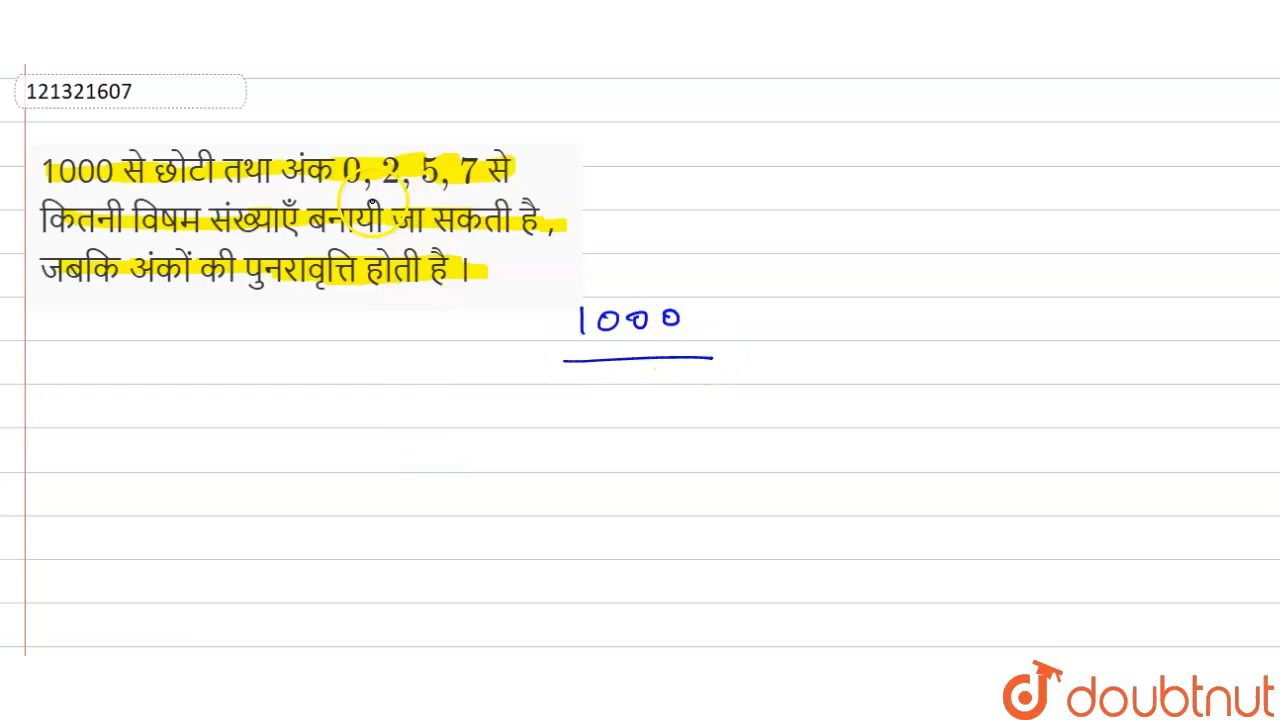 121321607
1000 से छोटी तथा अंक 0, 2, 5, 7 से
कितनी विषम संख्याएँ बनायी जा सकती है ,
जबकि अंकों की पुनरावृत्ति होती है ।
1000
doubtnut